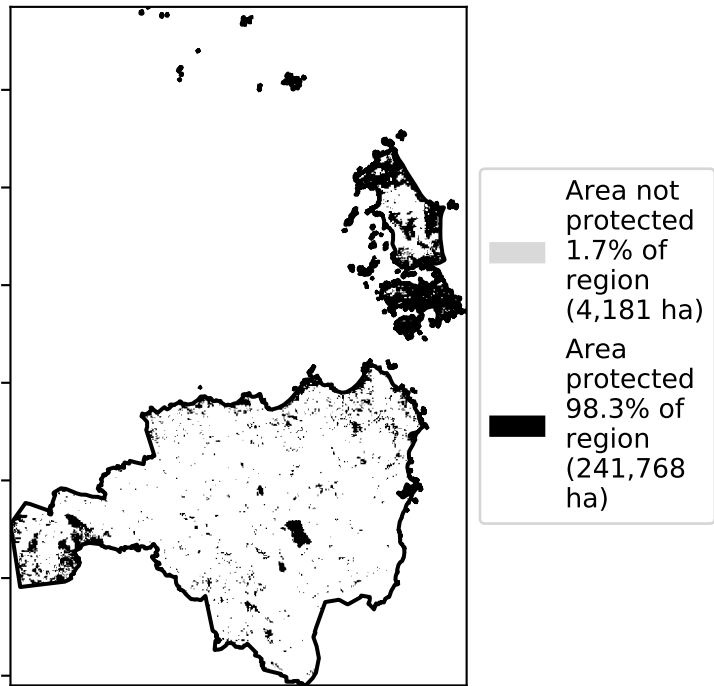 Area not
protected
1.7% of
region
(4,181 ha)
Area
protected
98.3% of
region
(241,768
ha)